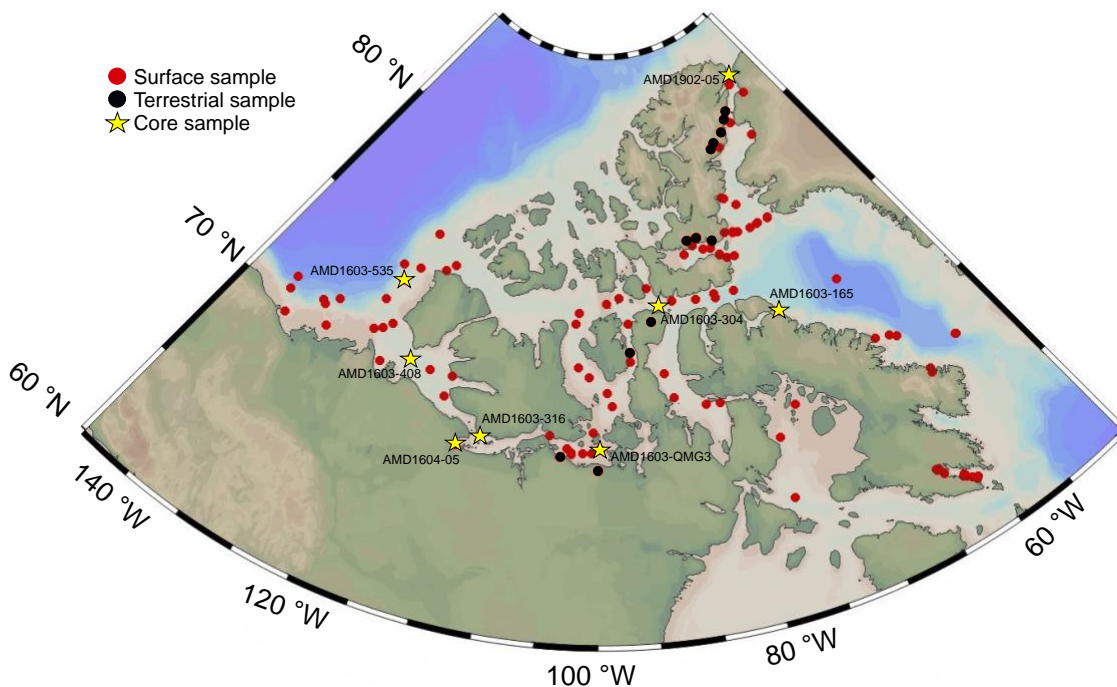 80 °N
Surface sample
Terrestrial sample
Core sample
AMD1902-05
70 °N
AMD1603-535
AMD1603-165
AMD1603-304
AMD1603-408
60 °N
AMD1603-316
AMD1604-05
AMD1603-QMG3
140 °W
120 °W
100 °W
80 °W
60 °W